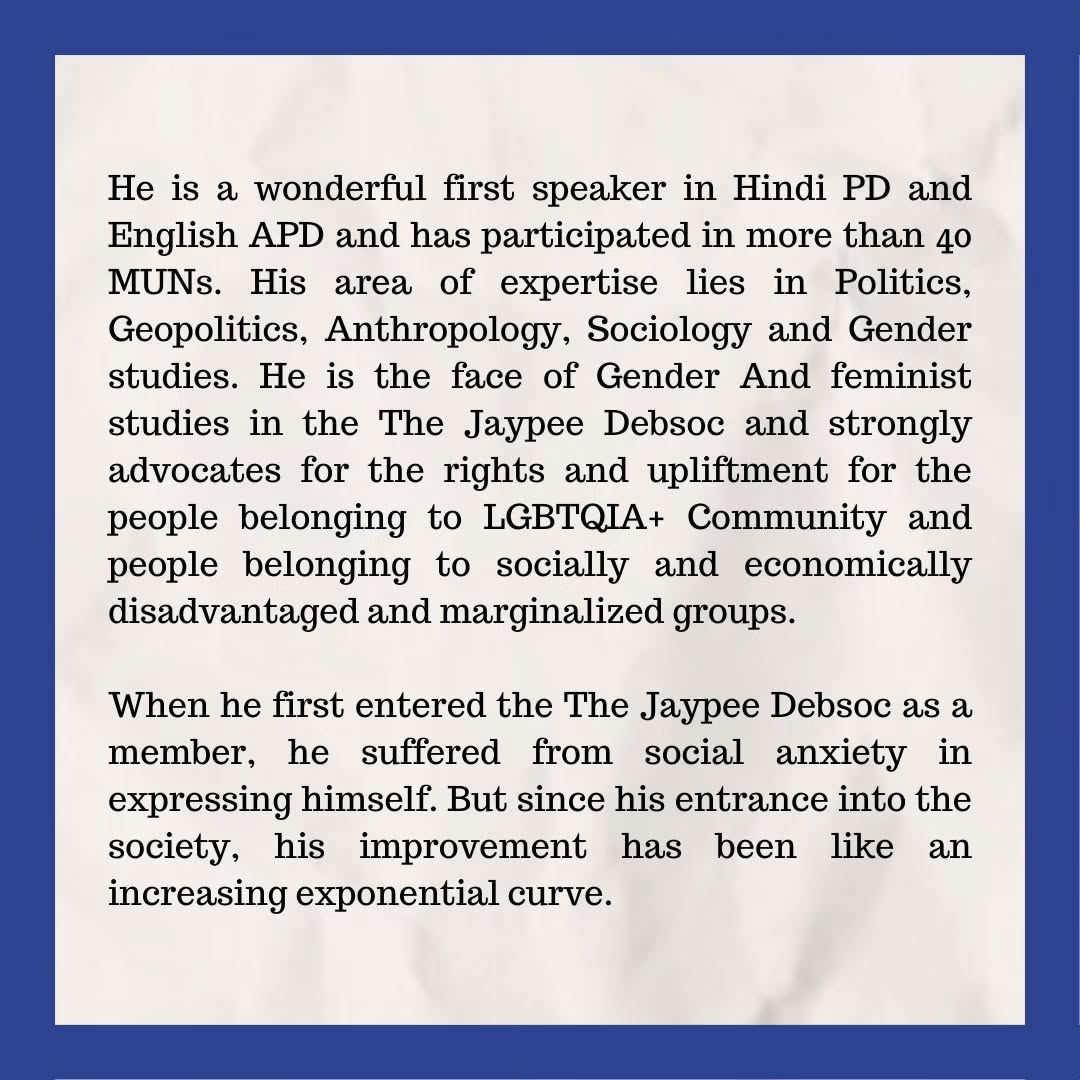 He is a wonderful first speaker in Hindi PD and
English APD and has participated in more than 40
MUNs. His area of expertise lies in Politics,
Geopolitics, Anthropology, Sociology and Gender
studies. He is the face of Gender And feminist
studies in the The Jaypee Debsoc and strongly
advocates for the rights and upliftment for the
people belonging to LGBTQIA+ Community and
people belonging to socially and economically
disadvantaged and marginalized groups.
When he first entered the The Jaypee Debsoc as a
member, he suffered from social anxiety in
expressing himself. But since his entrance into the
society, his improvement has been like an
increasing exponential curve.